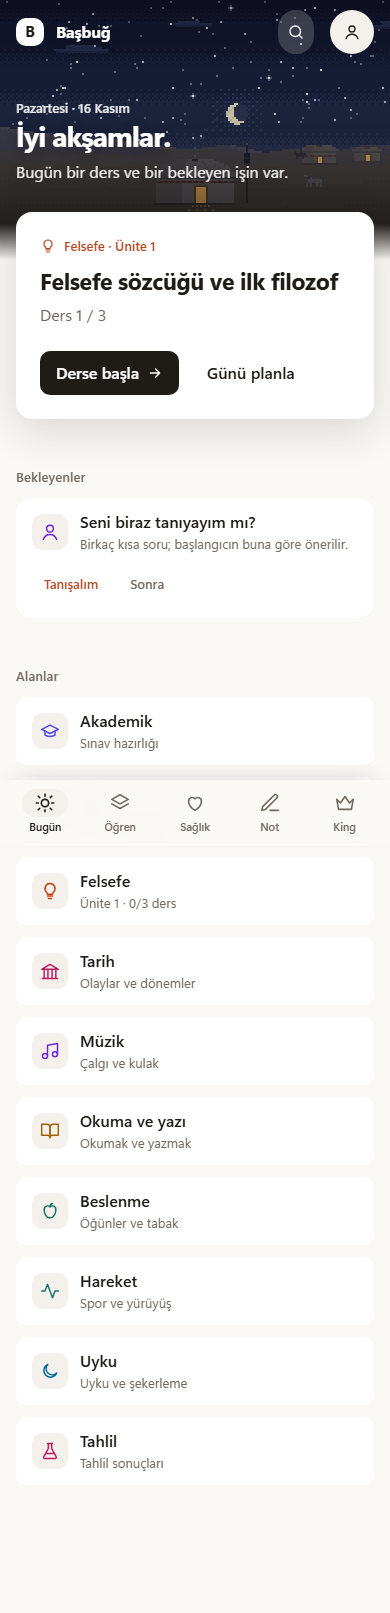 B Başbuğ
Pazartesi · 16 Kasım
İyi akşamlar.
Bugün bir ders ve bir bekleyen işin var.
Felsefe · Ünite 1
Felsefe sözcüğü ve ilk filozof
Ders 1 / 3
Derse başla →
Günü planla
Bekleyenler
Seni biraz tanıyayım mı?
Birkaç kısa soru; başlangıcın buna göre önerilir.
Tanışalım
Sonra
Alanlar
Akademik
Sınav hazırlığı
Bugün
Öğren
Sağlık
Not
King
Felsefe
Ünite 1 · 0/3 ders
Tarih
Olaylar ve dönemler
Müzik
Çalgı ve kulak
Okuma ve yazı
Okumak ve yazmak
Beslenme
Öğünler ve tabak
Hareket
Spor ve yürüyüş
Uyku
Uyku ve şekerleme
Tahlil
Tahlil sonuçları